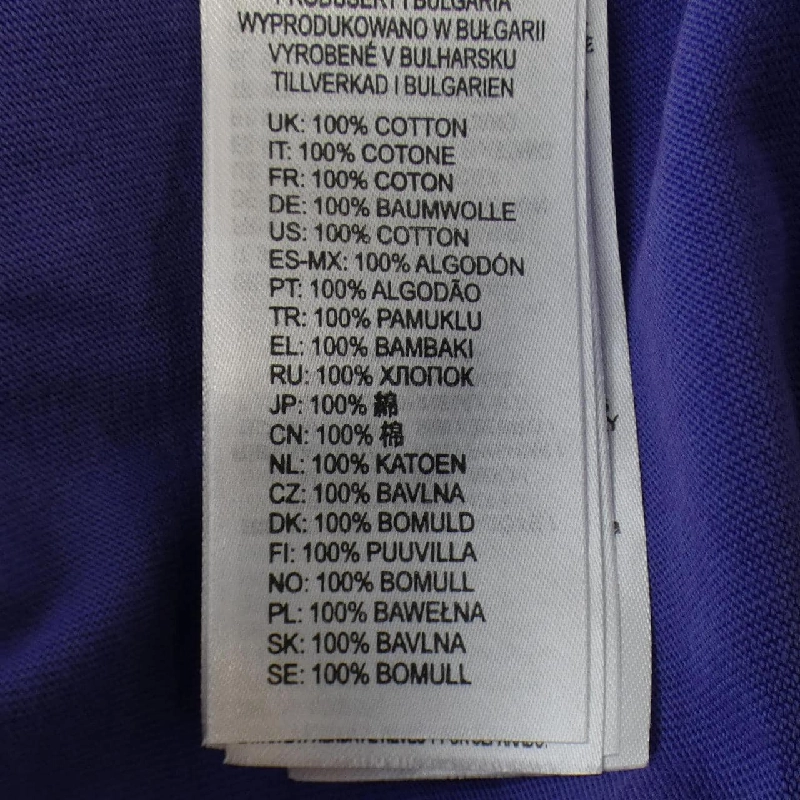 PRODUSERT I BULGARIA
WYPRODUKOWANO W BUŁGARII
VYROBENÉ V BULHARSKU
TILLVERKAD I BULGARIEN
UK: 100% COTTON
IT: 100% COTONE
FR: 100% COTON
DE: 100% BAUMWOLLE
US: 100% COTTON
ES-MX: 100% ALGODÓN
PT: 100% ALGODÃO
TR: 100% PAMUKLU
EL: 100% BAMBAKI
RU: 100% ХЛОПОК
JP: 100% 綿
CN: 100% 棉
NL: 100% KATOEN
CZ: 100% BAVLNA
DK: 100% BOMULD
FI: 100% PUUVILLA
NO: 100% BOMULL
PL: 100% BAWEŁNA
SK: 100% BAVLNA
SE: 100% BOMULL